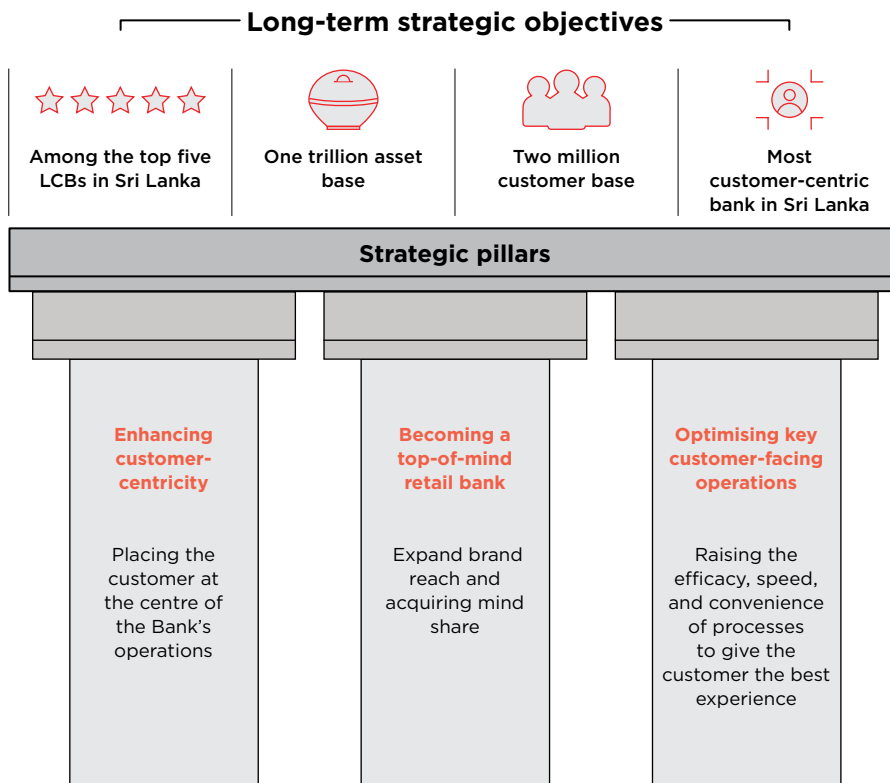 Long-term strategic objectives
Among the top five
LCBs in Sri Lanka
One trillion asset
base
Two million
customer base
Most
customer-centric
bank in Sri Lanka
Strategic pillars
Enhancing
customer-
centricity
Placing the
customer at
the centre of
the Bank’s
operations
Becoming a
top-of-mind
retail bank
Expand brand
reach and
acquiring mind
share
Optimising key
customer-facing
operations
Raising the
efficacy, speed,
and convenience
of processes
to give the
customer the best
experience